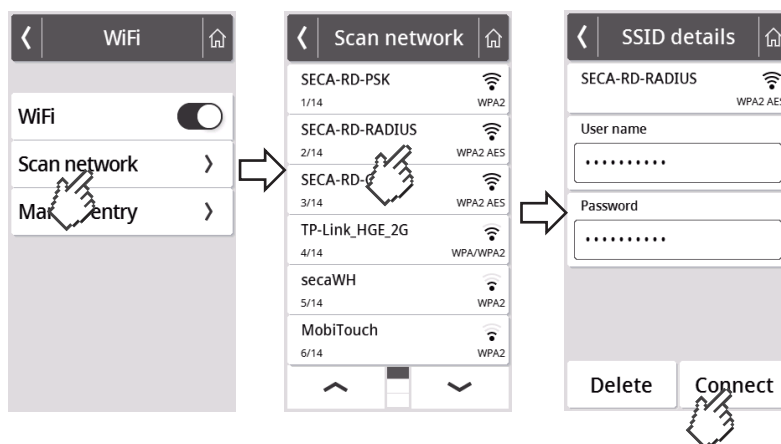 WiFi
WiFi
Scan network
Ma entry
Scan network
SECA-RD-PSK
1/14 WPA2
SECA-RD-RADIUS
2/14 WPA2 AES
SECA-RD-
3/14 WPA2 AES
TP-Link_HGE_2G
4/14 WPA/WPA2
secaWH
5/14 WPA2
MobiTouch
6/14 WPA2
SSID details
SECA-RD-RADIUS
WPA2 AES
User name
Password
Delete Connect